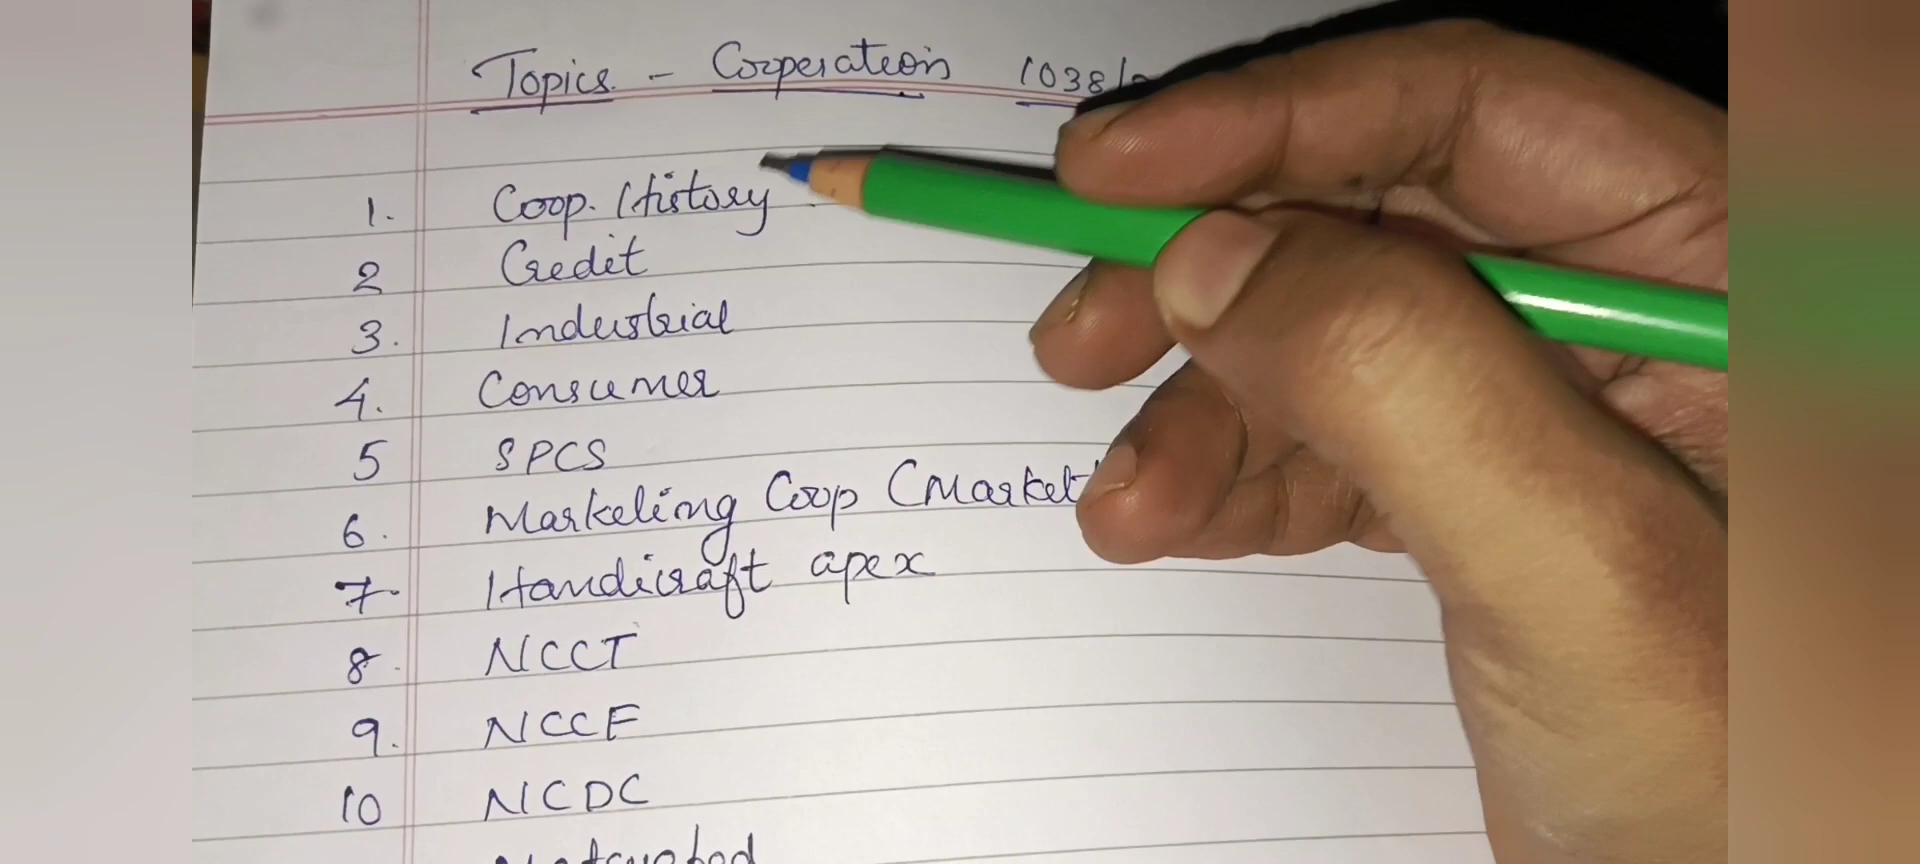 Topics - Cooperation 1038/
1. Coop. History
2 Credit
3. Industrial
4. Consumer
5 SPCS
6. Marketing Coop (Market
7. Handicraft apex
8. NCCT
9. NCCF
10 NCDC